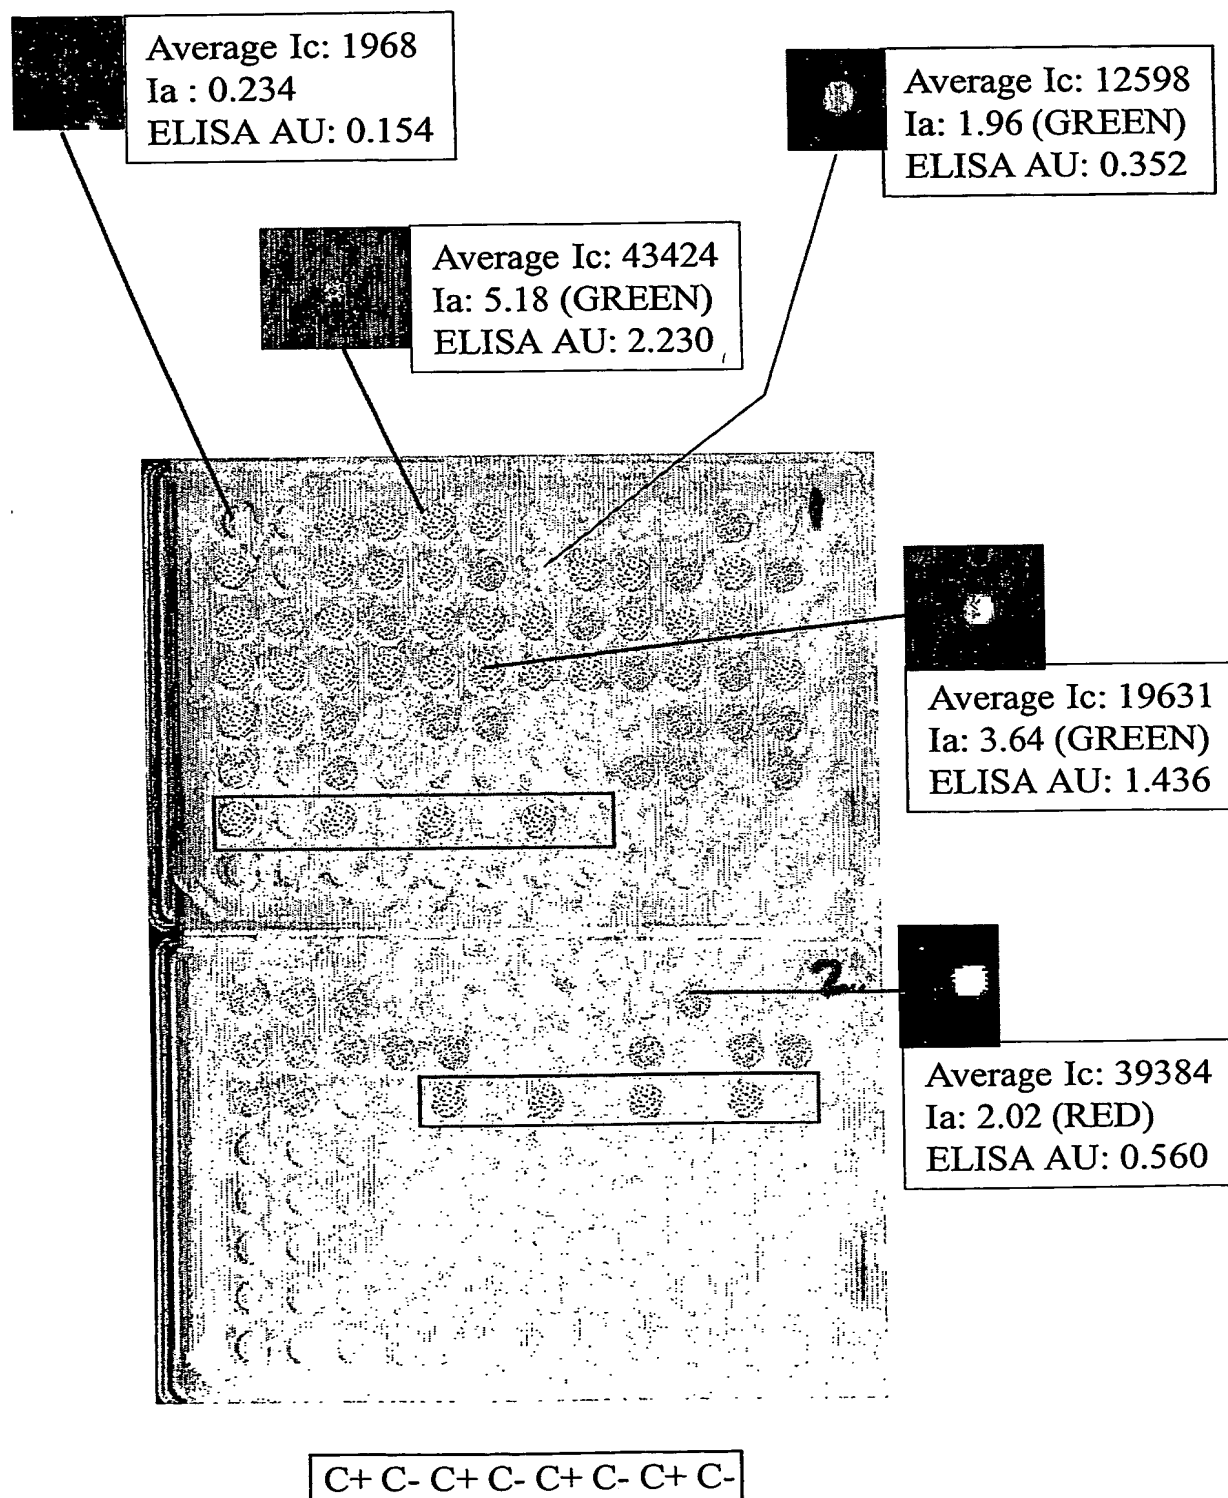 Average Ic: 1968
Ia : 0.234
ELISA AU: 0.154
Average Ic: 12598
Ia: 1.96 (GREEN)
ELISA AU: 0.352
Average Ic: 43424
Ia: 5.18 (GREEN)
ELISA AU: 2.230
Average Ic: 19631
Ia: 3.64 (GREEN)
ELISA AU: 1.436
2
Average Ic: 39384
Ia: 2.02 (RED)
ELISA AU: 0.560
C+ C- C+ C- C+ C- C+ C-